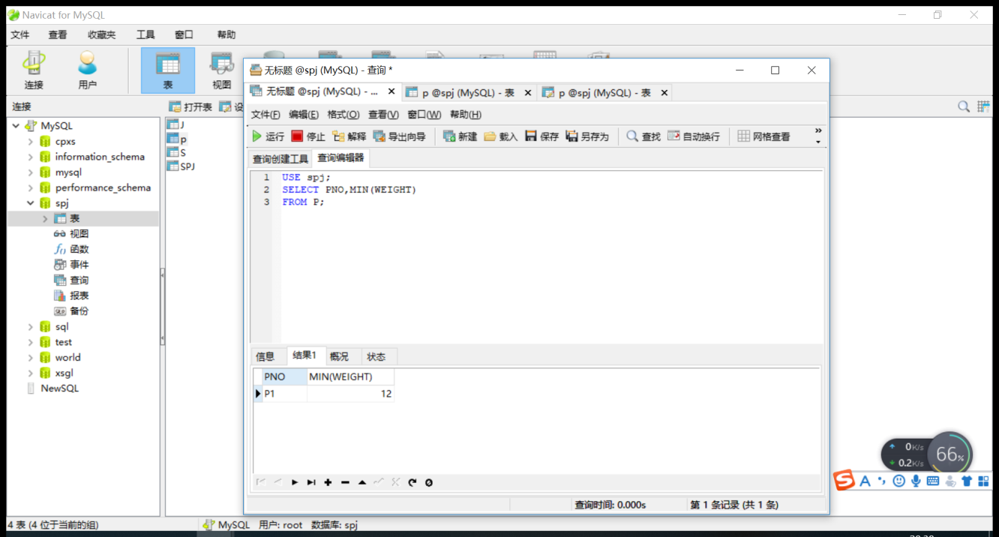 Navicat for MySQL
文件 查看 收藏夹 工具 窗口 帮助
连接 用户 表 视图
连接
打开表 设
MySQL
cpxs
information_schema
mysql
performance_schema
spj
表
视图
函数
事件
查询
报表
备份
sql
test
world
xsgl
NewSQL
J
p
S
SPJ
无标题 @spj (MySQL) - 查询 *
无标题 @spj (MySQL) - ... p @spj (MySQL) - 表 p @spj (MySQL) - 表
文件(F) 编辑(E) 格式(O) 查看(V) 窗口(W) 帮助(H)
运行 停止 解释 导出向导 新建 载入 保存 另存为 查找 自动换行 网格查看
查询创建工具 查询编辑器
1 USE spj;
2 SELECT PNO,MIN(WEIGHT)
3 FROM P;
信息 结果1 概况 状态
PNO MIN(WEIGHT)
P1 12
查询时间: 0.000s 第 1 条记录 (共 1 条)
0K/s
0.2K/s
66%
4 表 (4 位于当前的组) MySQL 用户: root 数据库: spj